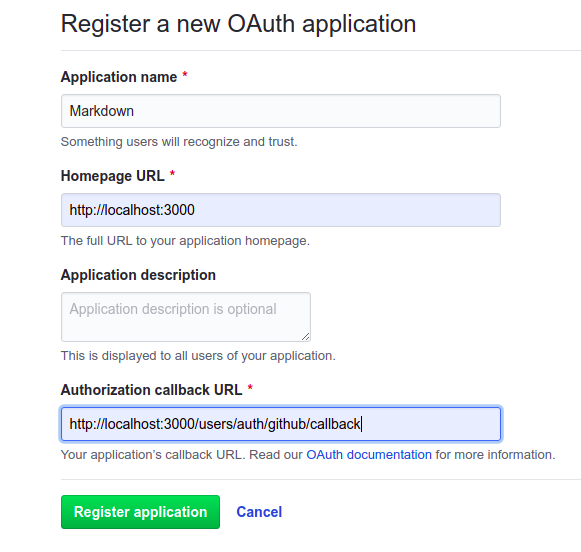 Register a new OAuth application
Application name *
Markdown
Something users will recognize and trust.
Homepage URL *
http://localhost:3000
The full URL to your application homepage.
Application description
Application description is optional
This is displayed to all users of your application.
Authorization callback URL *
http://localhost:3000/users/auth/github/callback
Your application’s callback URL. Read our OAuth documentation for more information.
Register application Cancel